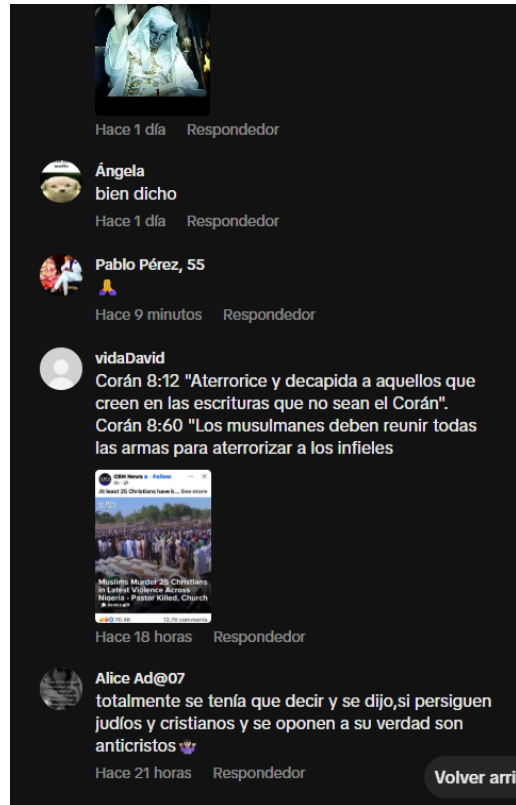 Hace 1 día Respondedor
Ángela
bien dicho
Hace 1 día Respondedor
Pablo Pérez, 55
Hace 9 minutos Respondedor
vidaDavid
Corán 8:12 "Aterrorice y decapida a aquellos que
creen en las escrituras que no sean el Corán".
Corán 8:60 "Los musulmanes deben reunir todas
las armas para aterrorizar a los infieles
CBN News Follow
At least 25 Christians have b... See more
Muslims Murder 25 Christians
in Latest Violence Across
Nigeria - Pastor Killed, Church
70.4K 12.7K comments
Hace 18 horas Respondedor
Alice Ad@07
totalmente se tenía que decir y se dijo,si persiguen
judíos y cristianos y se oponen a su verdad son
anticristos
Hace 21 horas Respondedor
Volver arri